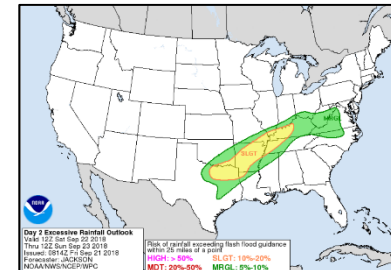 MRGL
SLGT
NOAA
Day 2 Excessive Rainfall Outlook
Valid 12Z Sat Sep 22 2018
Thru 12Z Sun Sep 23 2018
Issued: 0814Z Fri Sep 21 2018
Forecaster: JACKSON
NOAA/NWS/NCEP/WPC
Risk of rainfall exceeding flash flood guidance
within 25 miles of a point
HIGH: > 50% SLGT: 10%-20%
MDT: 20%-50% MRGL: 5%-10%